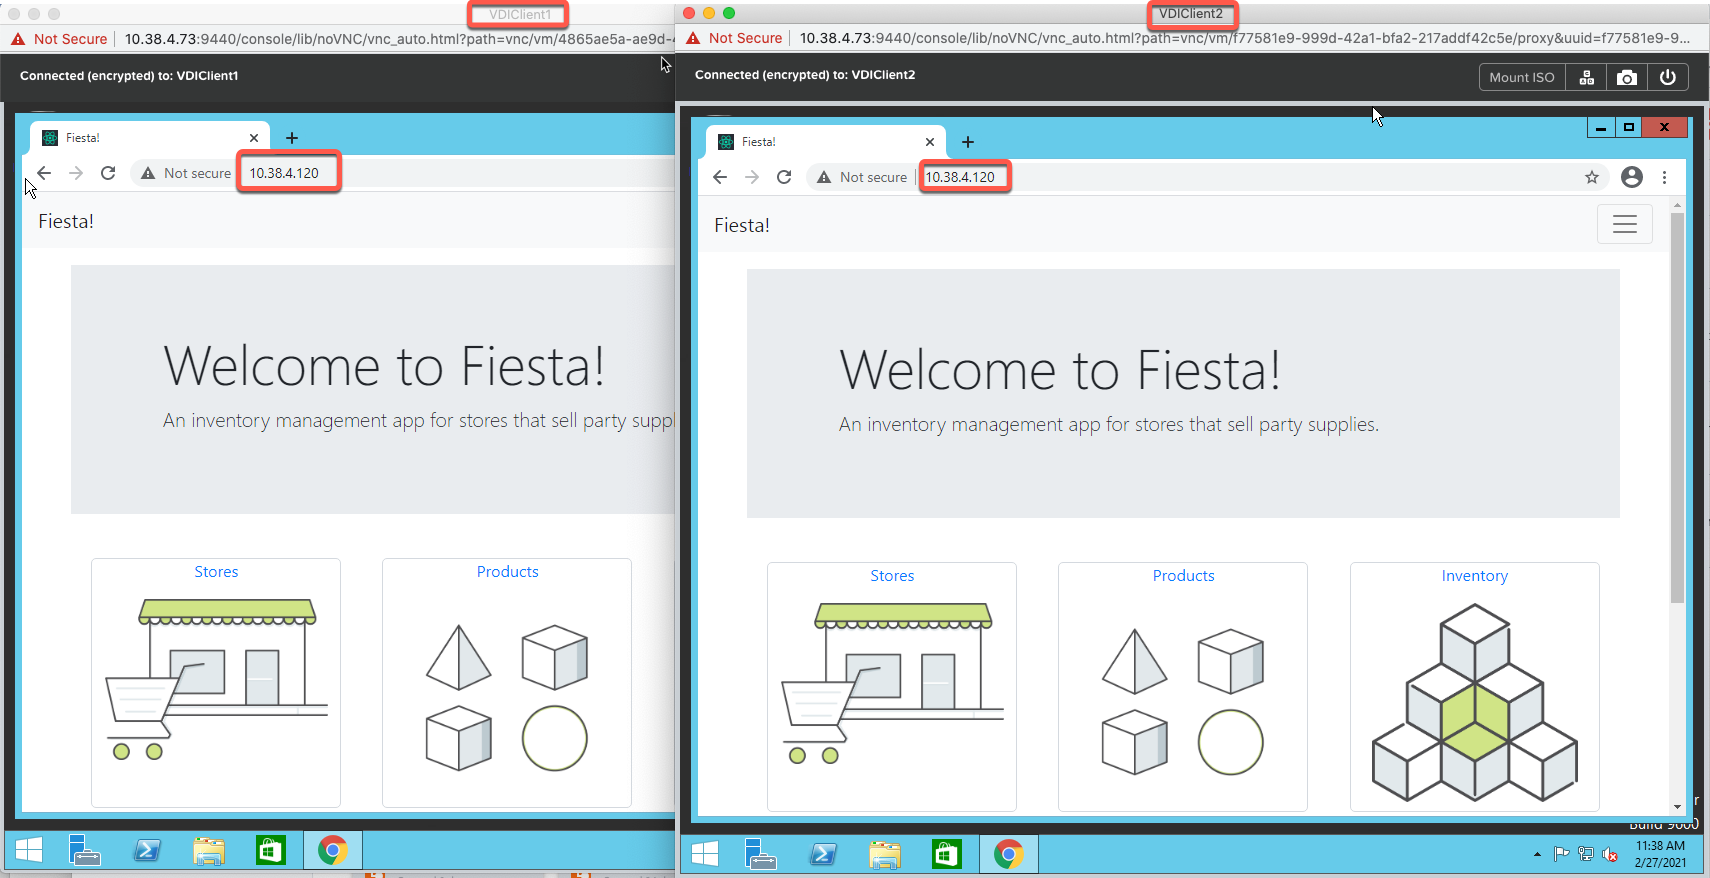 VDIClient1
Not Secure
10.38.4.73:9440/console/lib/noVNC/vnc_auto.html?path=vnc/vm/4865ae5a-ae9d-
Connected (encrypted) to: VDIClient1
Fiesta!
Not secure
10.38.4.120
Fiesta!
Welcome to Fiesta!
An inventory management app for stores that sell party suppl
Stores
Products
VDIClient2
Not Secure
10.38.4.73:9440/console/lib/noVNC/vnc_auto.html?path=vnc/vm/f77581e9-999d-42a1-bfa2-217addf42c5e/proxy&uuid=f77581e9-9...
Connected (encrypted) to: VDIClient2
Mount ISO
Fiesta!
Not secure
10.38.4.120
Fiesta!
Welcome to Fiesta!
An inventory management app for stores that sell party supplies.
Stores
Products
Inventory
11:38 AM
2/27/2021